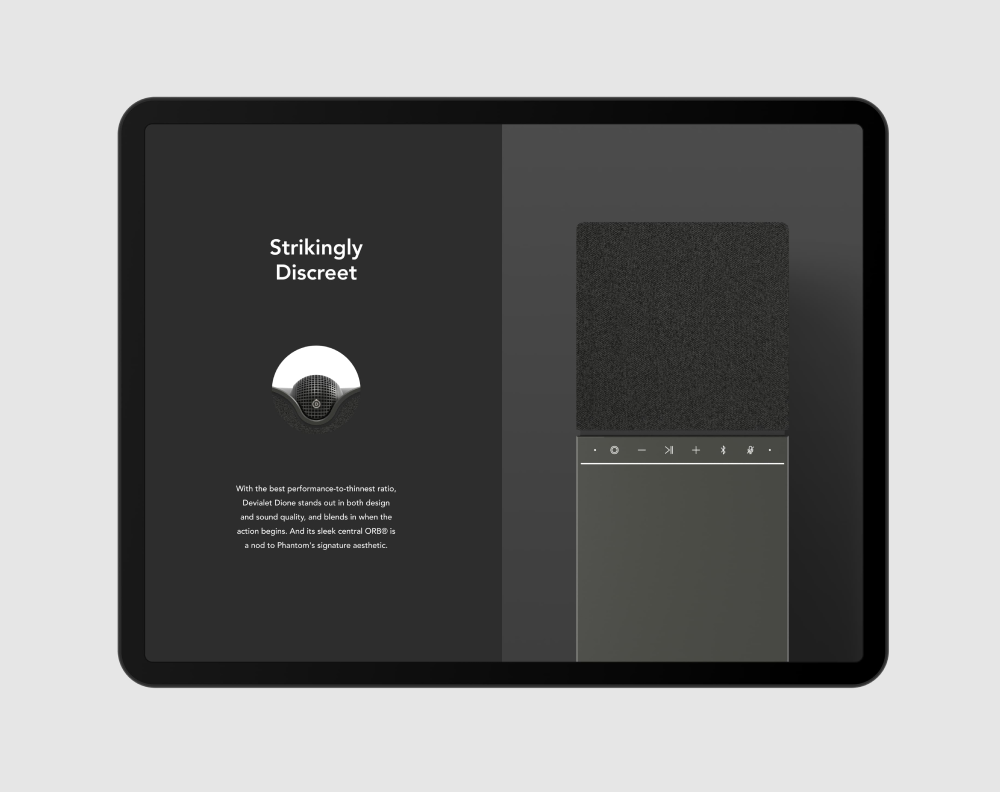 Strikingly
Discreet
With the best performance-to-thinnest ratio,
Devialet Dione stands out in both design
and sound quality, and blends in when the
action begins. And its sleek central ORB® is
a nod to Phantom's signature aesthetic.